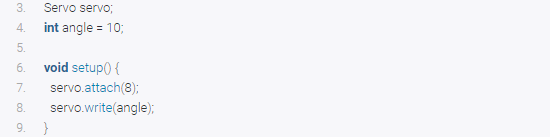 3. Servo servo;
4. int angle = 10;
5.
6. void setup() {
7. servo.attach(8);
8. servo.write(angle);
9. }